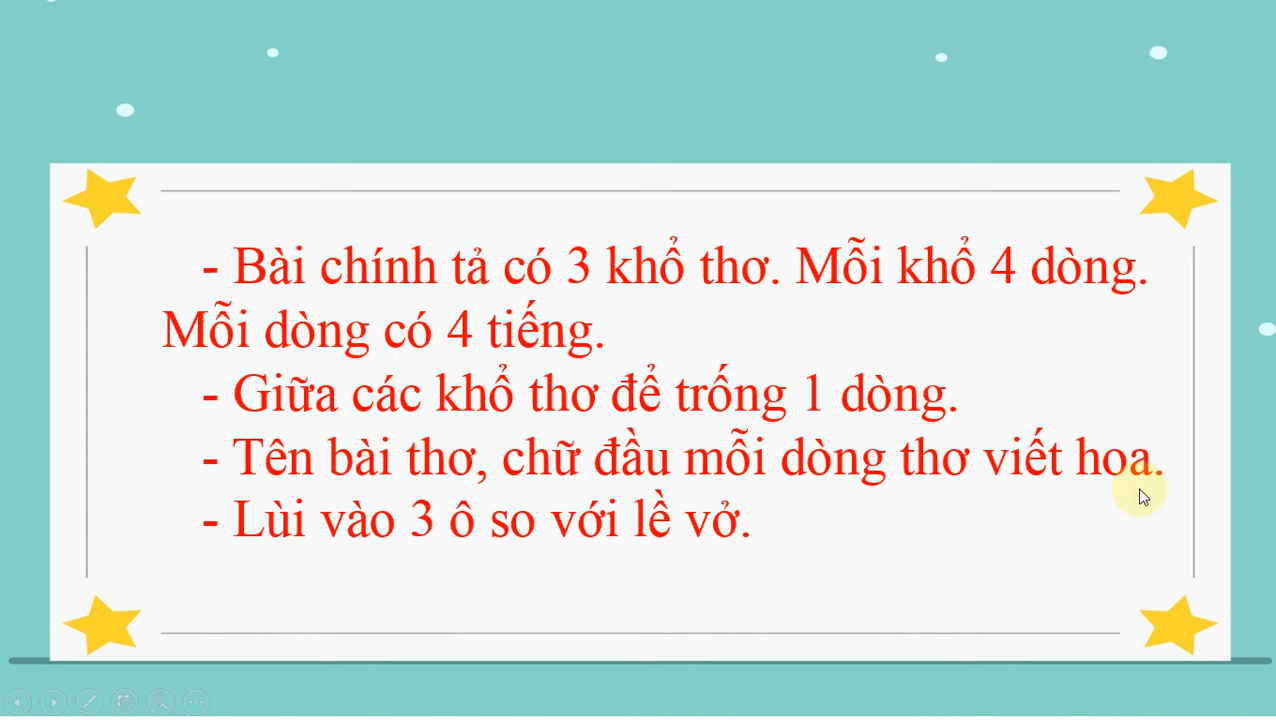 - Bài chính tả có 3 khổ thơ. Mỗi khổ 4 dòng.
Mỗi dòng có 4 tiếng.
- Giữa các khổ thơ để trống 1 dòng.
- Tên bài thơ, chữ đầu mỗi dòng thơ viết hoa.
- Lùi vào 3 ô so với lề vở.